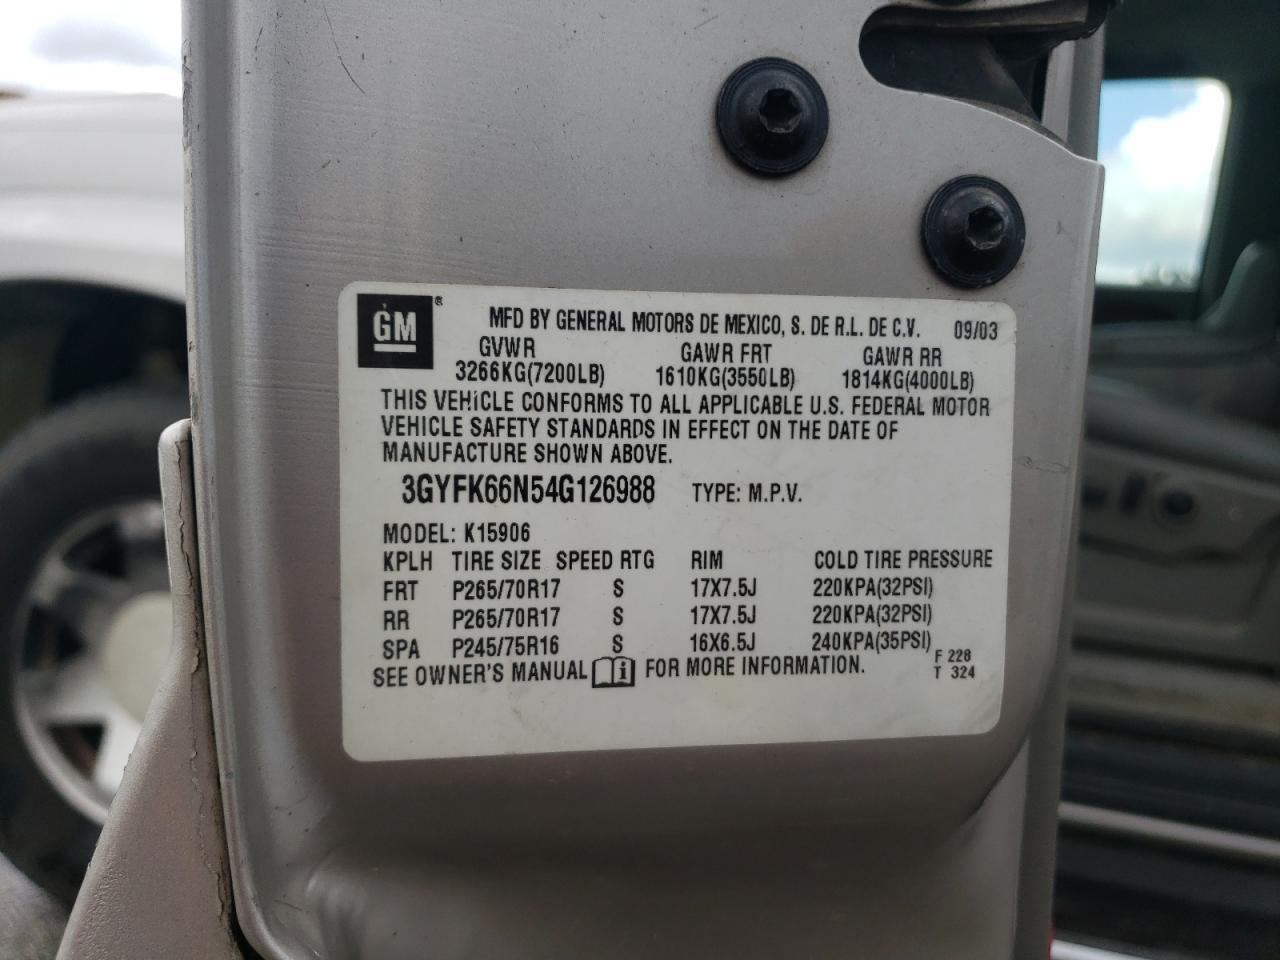 GM ® MFD BY GENERAL MOTORS DE MEXICO, S. DE R.L. DE C.V. 09/03
GVWR GAWR FRT GAWR RR
3266KG(7200LB) 1610KG(3550LB) 1814KG(4000LB)
THIS VEHICLE CONFORMS TO ALL APPLICABLE U.S. FEDERAL MOTOR
VEHICLE SAFETY STANDARDS IN EFFECT ON THE DATE OF
MANUFACTURE SHOWN ABOVE.
3GYFK66N54G126988 TYPE: M.P.V.
MODEL: K15906
KPLH TIRE SIZE SPEED RTG RIM COLD TIRE PRESSURE
FRT P265/70R17 S 17X7.5J 220KPA(32PSI)
RR P265/70R17 S 17X7.5J 220KPA(32PSI)
SPA P245/75R16 S 16X6.5J 240KPA(35PSI)
SEE OWNER'S MANUAL i FOR MORE INFORMATION.
F 228
T 324